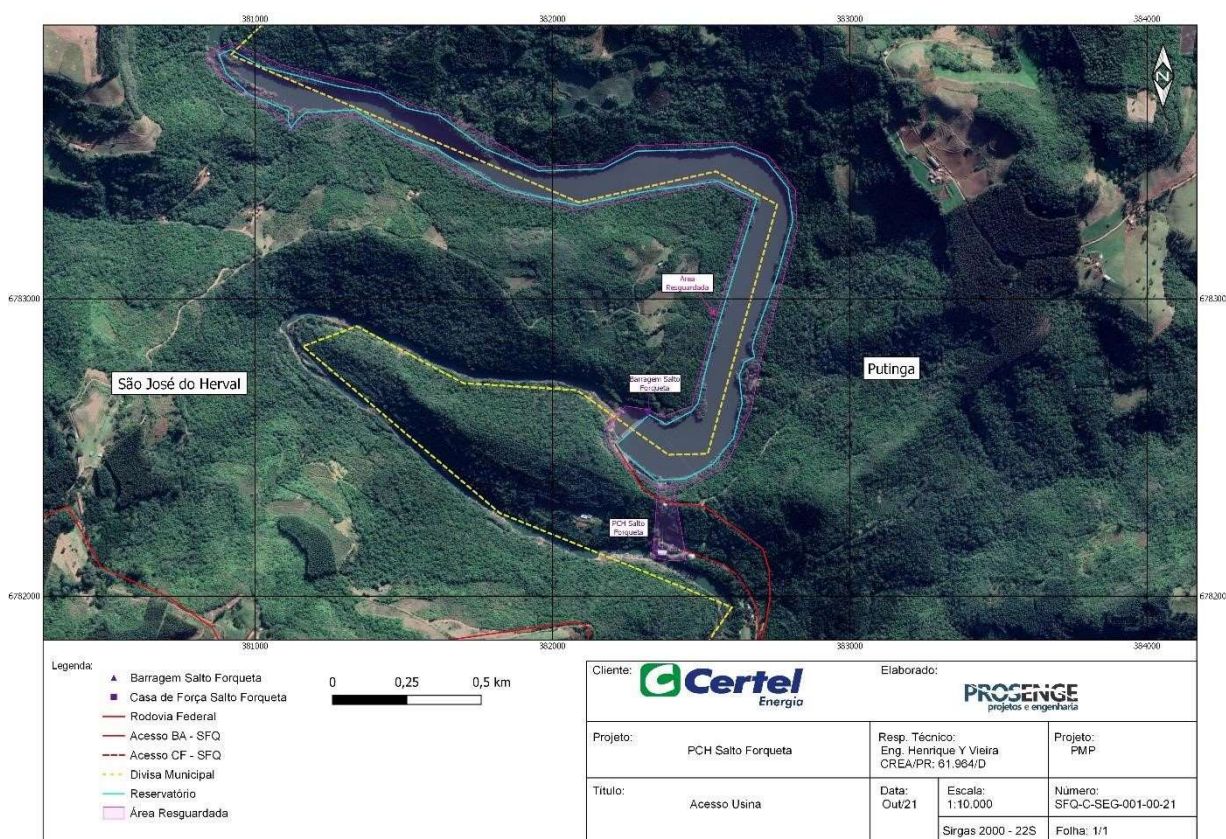 381000
382000
383000
384000
N
6783000
6783000
Área
Resguardada
Barragem Salto
Forqueta
São José do Herval
Putinga
PCH Salto
Forqueta
6782000
6782000
381000
382000
383000
384000
Legenda:
Barragem Salto Forqueta
Casa de Força Salto Forqueta
Rodovia Federal
Acesso BA - SFQ
Acesso CF - SFQ
Divisa Municipal
Reservatório
Área Resguardada
0 0,25 0,5 km
Cliente:
Certel
Energia
Elaborado:
PROSENGE
projetos e engenharia
Projeto:
PCH Salto Forqueta
Resp. Técnico:
Eng. Henrique Y Vieira
CREA/PR: 61.964/D
Projeto:
PMP
Título:
Acesso Usina
Data:
Out/21
Escala:
1:10.000
Número:
SFQ-C-SEG-001-00-21
Sirgas 2000 - 22S
Folha: 1/1